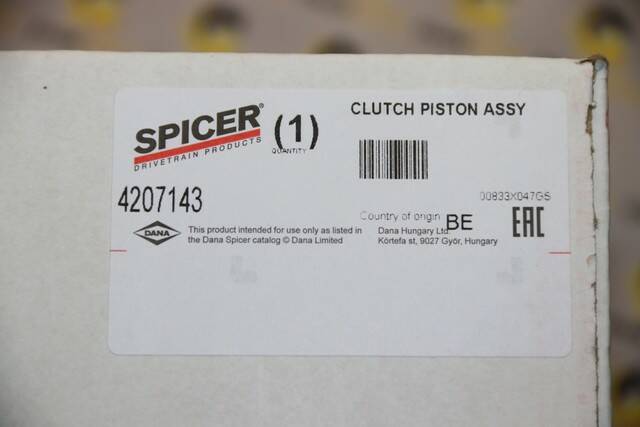 SPICER®
DRIVETRAIN PRODUCTS
(1)
QUANTITY
CLUTCH PISTON ASSY
4207143
00833X047GS
DANA
This product intended for use only as listed in
the Dana Spicer catalog © Dana Limited
Country of origin BE
Dana Hungary Ltd.
Körtefa st, 9027 Győr, Hungary
EAC